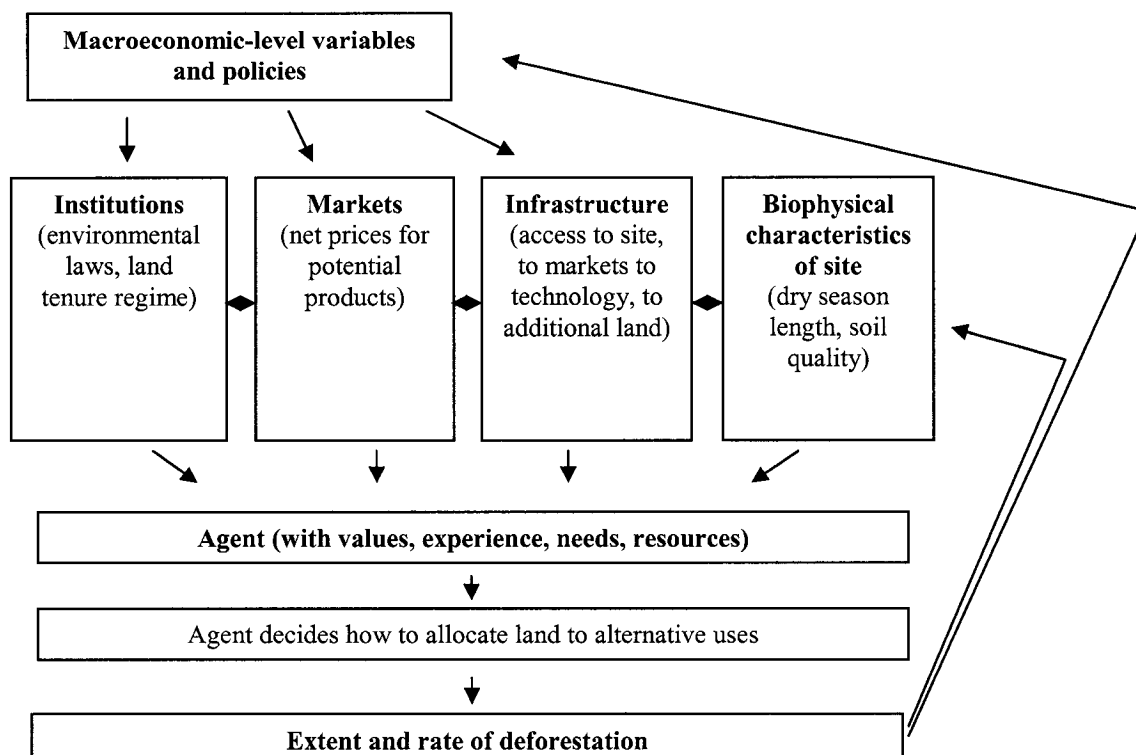 Macroeconomic-level variables
and policies
Institutions
(environmental
laws, land
tenure regime)
Markets
(net prices for
potential
products)
Infrastructure
(access to site,
to markets to
technology, to
additional land)
Biophysical
characteristics
of site
(dry season
length, soil
quality)
Agent (with values, experience, needs, resources)
Agent decides how to allocate land to alternative uses
Extent and rate of deforestation